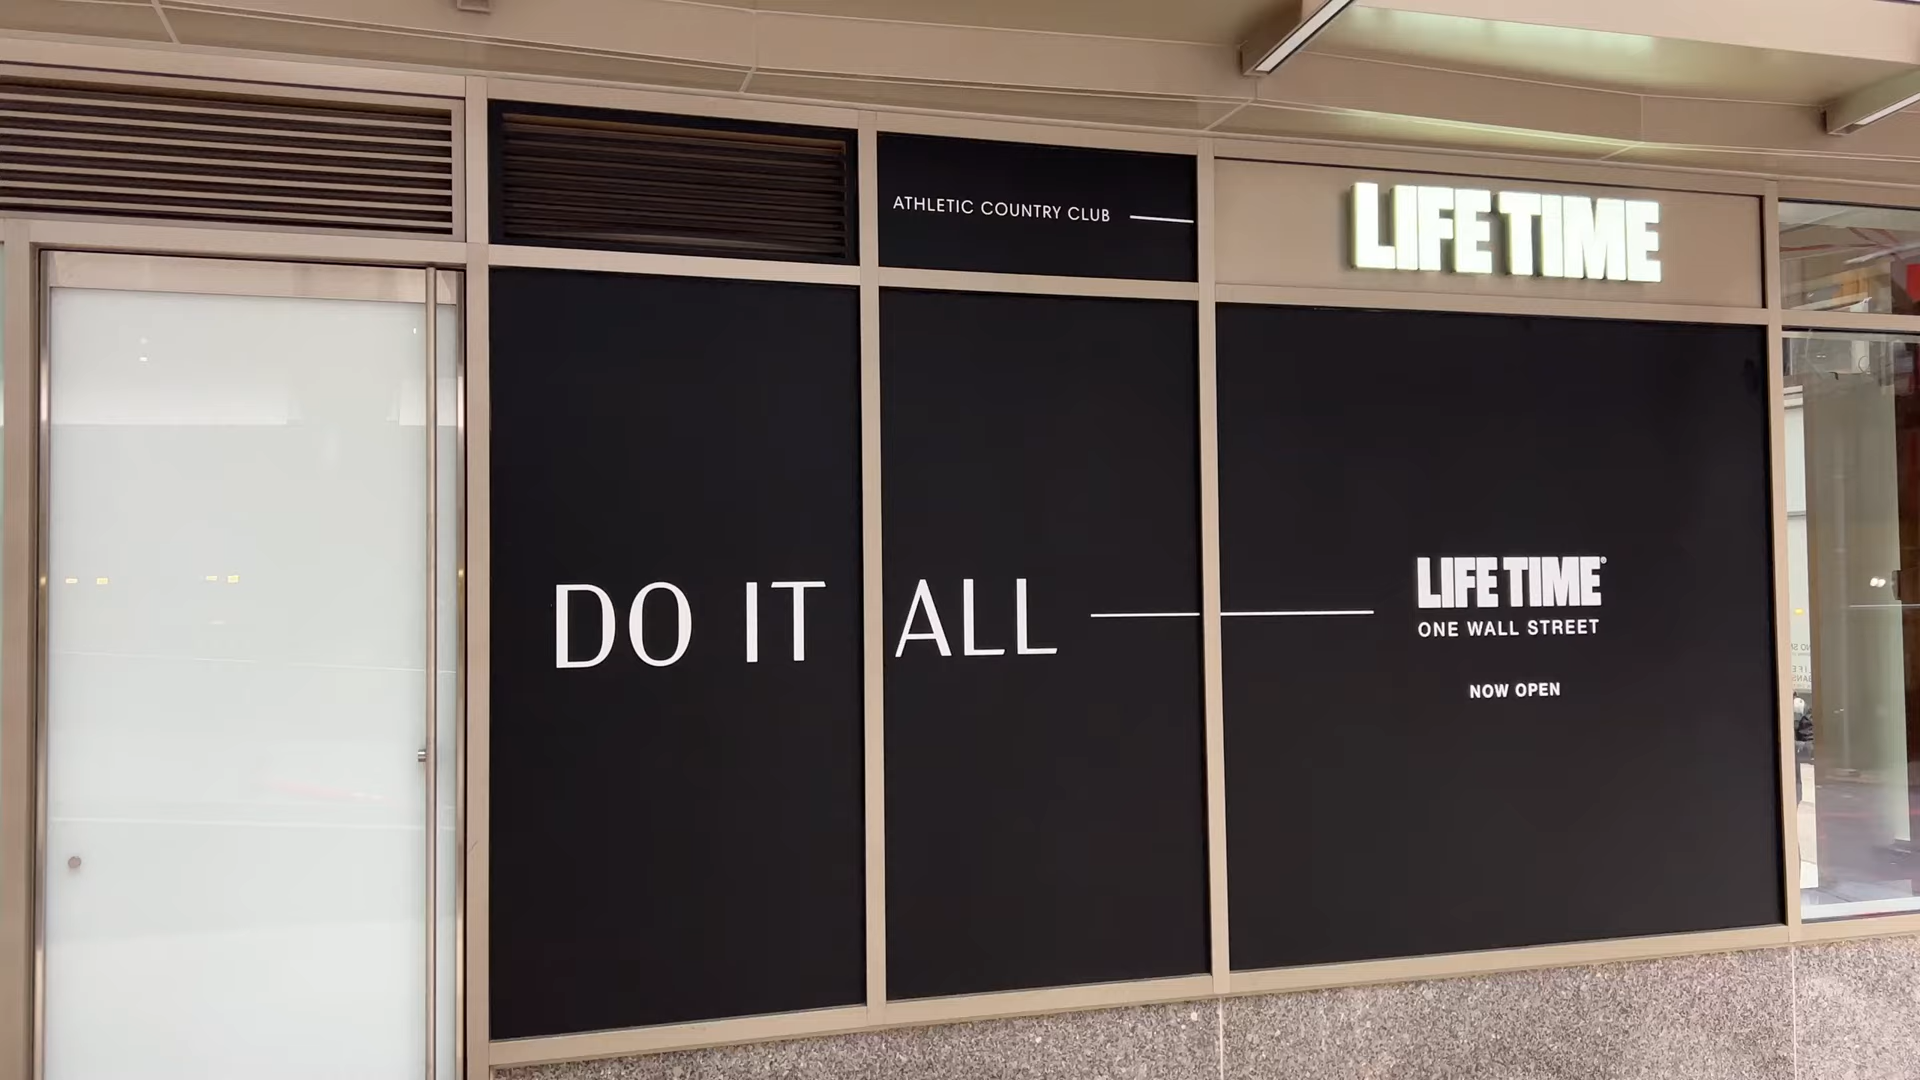 ATHLETIC COUNTRY CLUB
LIFE TIME
DO IT ALL
LIFE TIME®
ONE WALL STREET
NOW OPEN